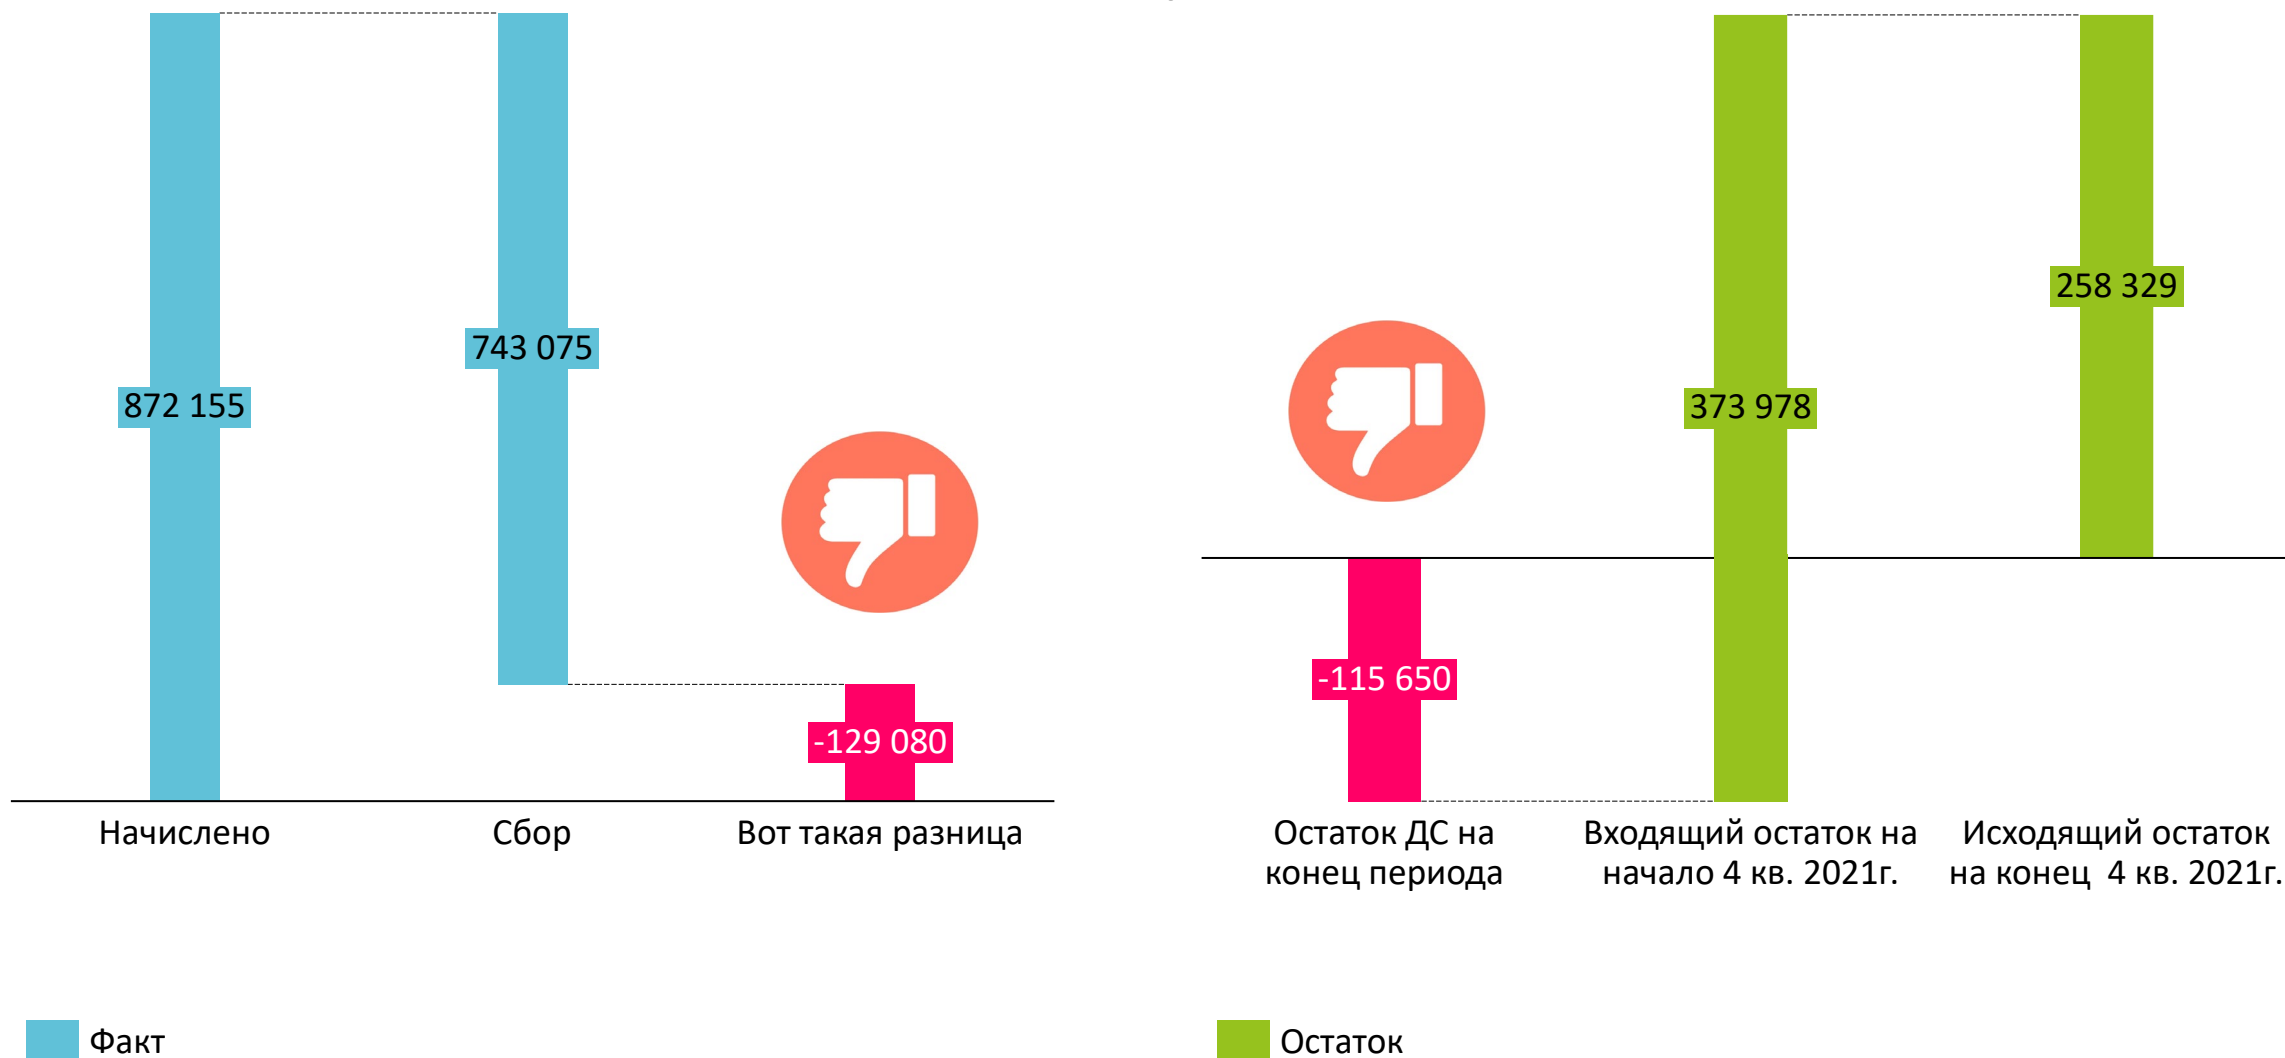 872 155
743 075
-129 080
Начислено
Сбор
Вот такая разница
Факт
-115 650
373 978
258 329
Остаток ДС на
конец периода
Входящий остаток на
начало 4 кв. 2021г.
Исходящий остаток
на конец  4 кв. 2021г.
Остаток